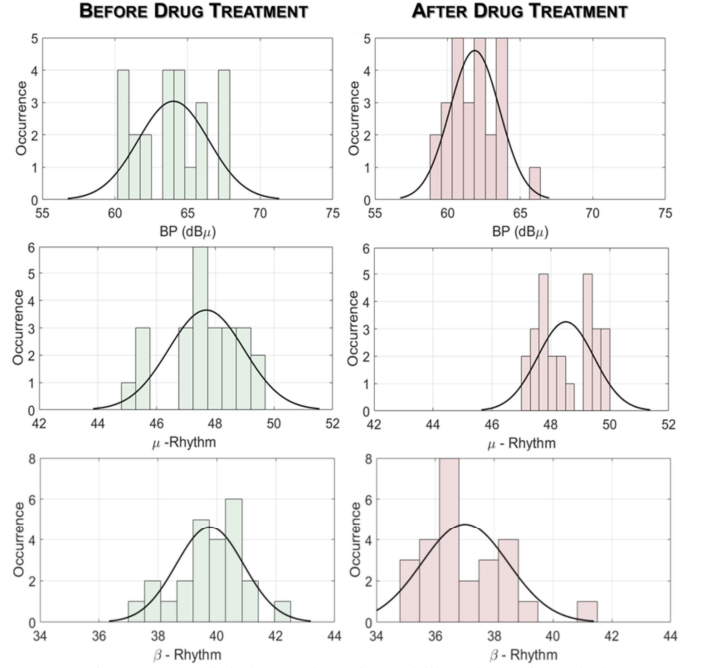 BEFORE DRUG TREATMENT
AFTER DRUG TREATMENT
5
4
3
2
1
0
Occurrence
55 60 65 70 75
BP (dBμ)
5
4
3
2
1
0
Occurrence
55 60 65 70 75
BP (dBμ)
6
5
4
3
2
1
0
Occurrence
42 44 46 48 50 52
μ -Rhythm
6
5
4
3
2
1
0
Occurrence
42 44 46 48 50 52
μ - Rhythm
8
6
4
2
0
Occurrence
34 36 38 40 42 44
β - Rhythm
8
6
4
2
0
Occurrence
34 36 38 40 42 44
β - Rhythm